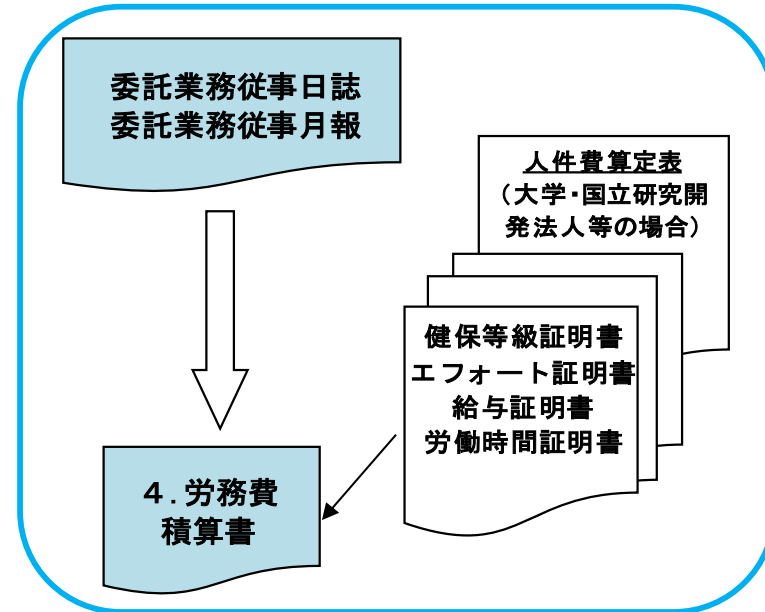 委託業務従事日誌
委託業務従事月報
人件費算定表
（大学・国立研究開
発法人等の場合）
健保等級証明書
エフォート証明書
給与証明書
労働時間証明書
４．労務費
積算書